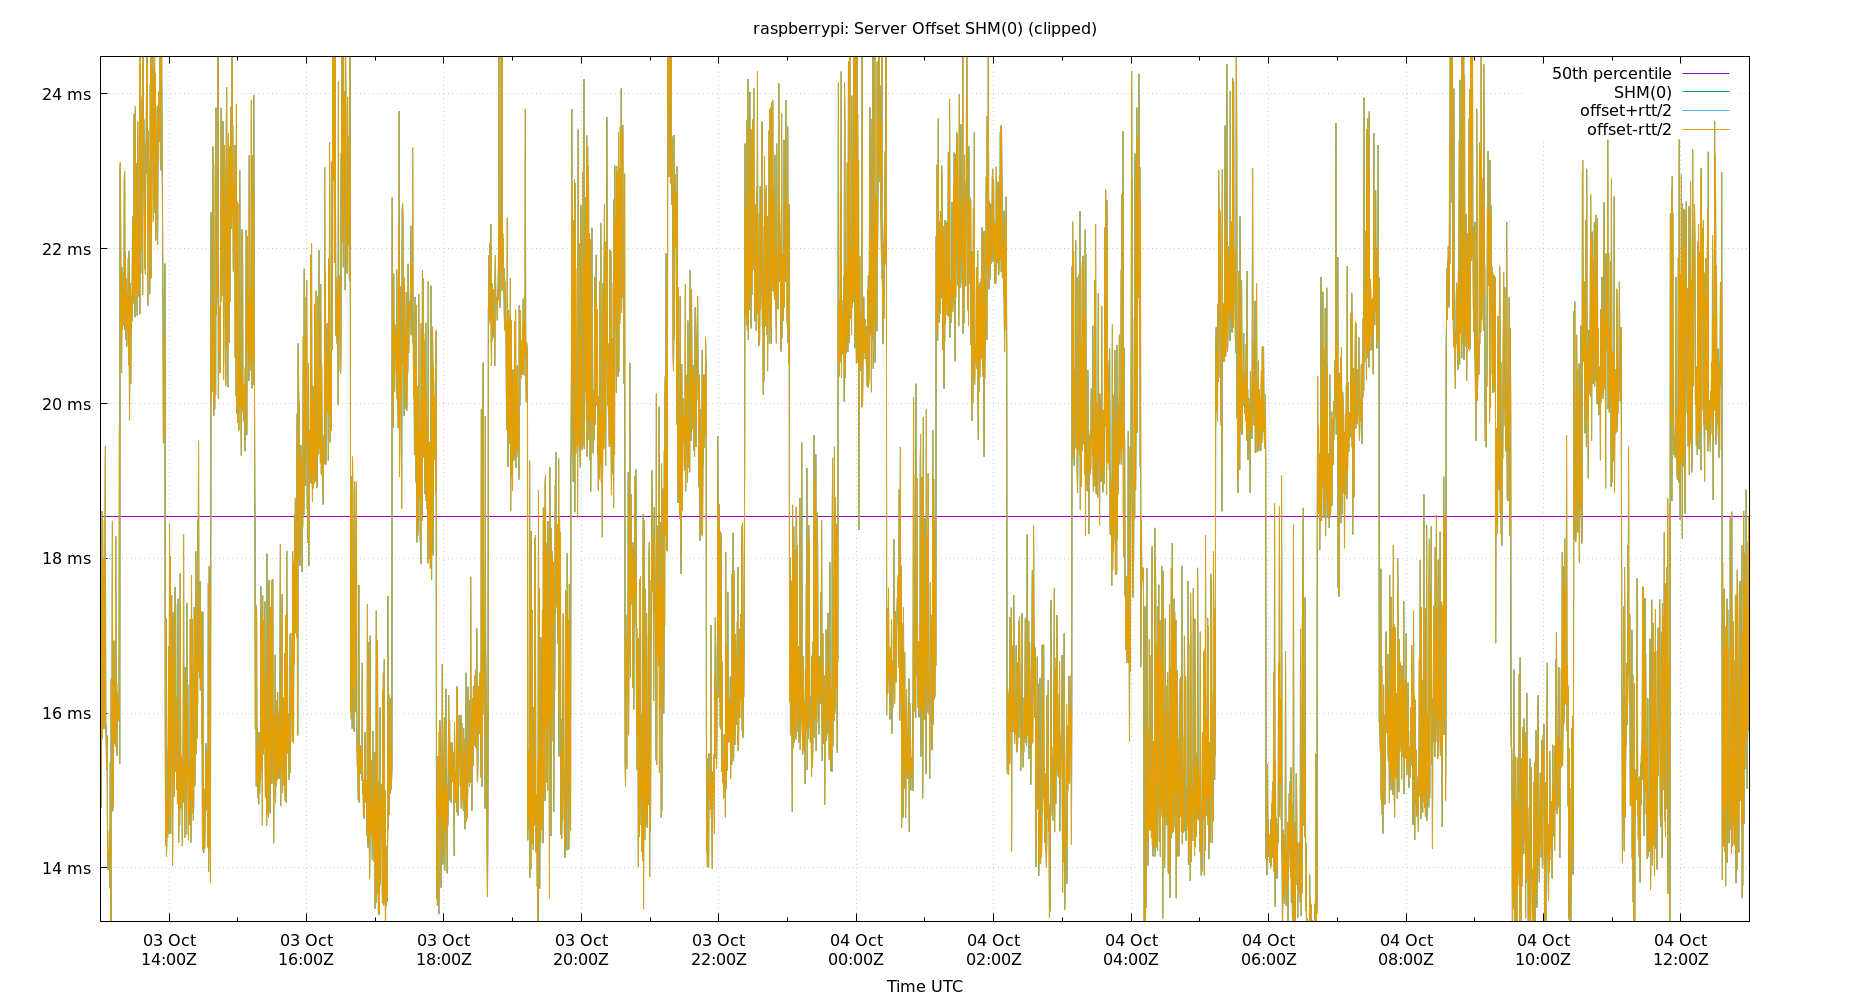 raspberrypi: Server Offset SHM(0) (clipped)
50th percentile
SHM(0)
offset+rtt/2
offset-rtt/2
24 ms
22 ms
20 ms
18 ms
16 ms
14 ms
03 Oct 03 Oct 03 Oct 03 Oct 03 Oct 04 Oct 04 Oct 04 Oct 04 Oct 04 Oct 04 Oct 04 Oct
14:00Z 16:00Z 18:00Z 20:00Z 22:00Z 00:00Z 02:00Z 04:00Z 06:00Z 08:00Z 10:00Z 12:00Z
Time UTC